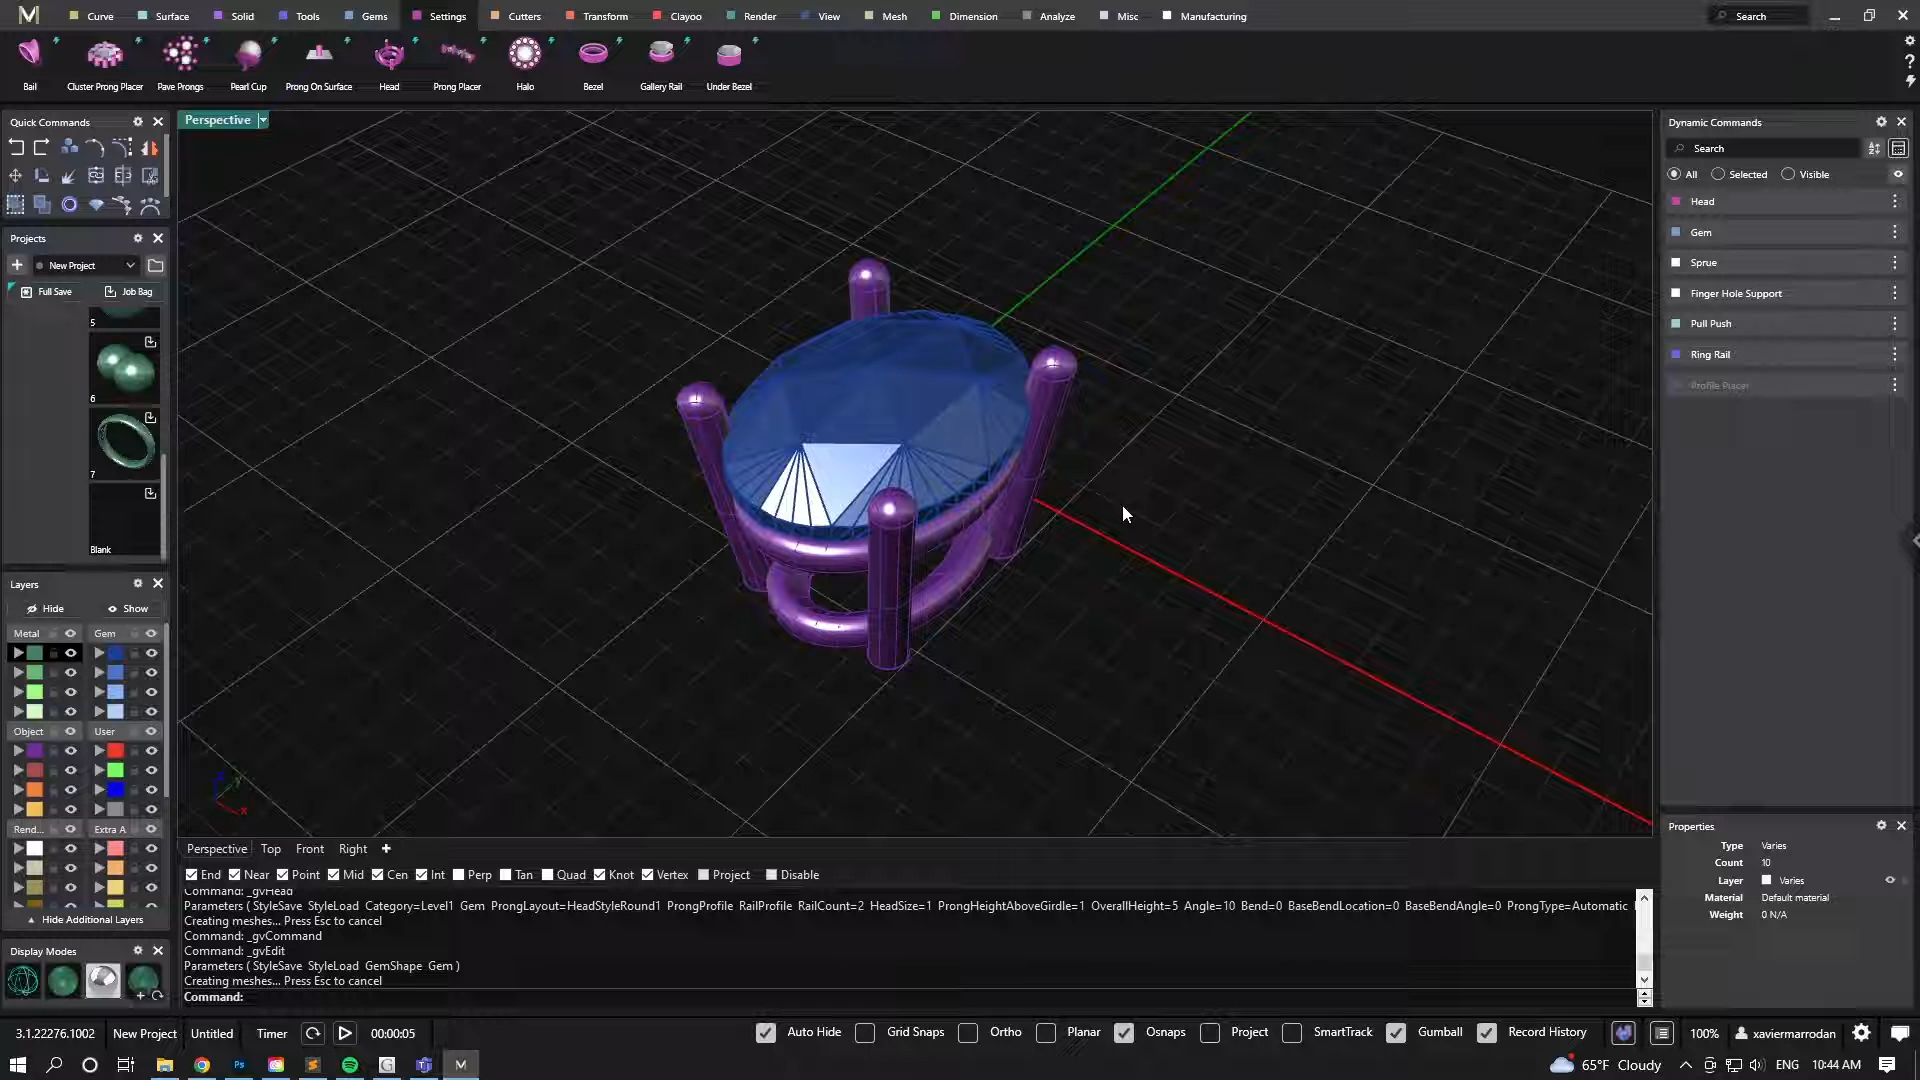 M Curve Surface Solid Tools Gems Settings Cutters Transform Clayoo Render View Mesh Dimension Analyze Misc Manufacturing Search
Bail Cluster Prong Placer Pave Prongs Pearl Cup Prong On Surface Head Prong Placer Halo Bezel Gallery Rail Under Bezel
Quick Commands
Perspective
Projects
New Project
Full Save Job Bag
5
6
7
Blank
Layers
Hide Show
Metal Gem
Object User
Rend... Extra A
Hide Additional Layers
Display Modes
z y x
Dynamic Commands
Search
All Selected Visible
Head
Gem
Sprue
Finger Hole Support
Pull Push
Ring Rail
Profile Placer
Properties
Type Varies
Count 10
Layer Varies
Material Default material
Weight 0 N/A
Perspective Top Front Right
End Near Point Mid Cen Int Perp Tan Quad Knot Vertex Project Disable
Command: _gvHead
Parameters ( StyleSave StyleLoad Category=Level1 Gem ProngLayout=HeadStyleRound1 ProngProfile RailProfile RailCount=2 HeadSize=1 ProngHeightAboveGirdle=1 OverallHeight=5 Angle=10 Bend=0 BaseBendLocation=0 BaseBendAngle=0 ProngType=Automatic
Creating meshes... Press Esc to cancel
Command: _gvCommand
Command: _gvEdit
Parameters ( StyleSave StyleLoad GemShape Gem )
Creating meshes... Press Esc to cancel
Command:
3.1.22276.1002 New Project Untitled Timer 00:00:05 Auto Hide Grid Snaps Ortho Planar Osnaps Project SmartTrack Gumball Record History 100% xaviermarrodan
Ps S G M 65°F Cloudy ENG 10:44 AM